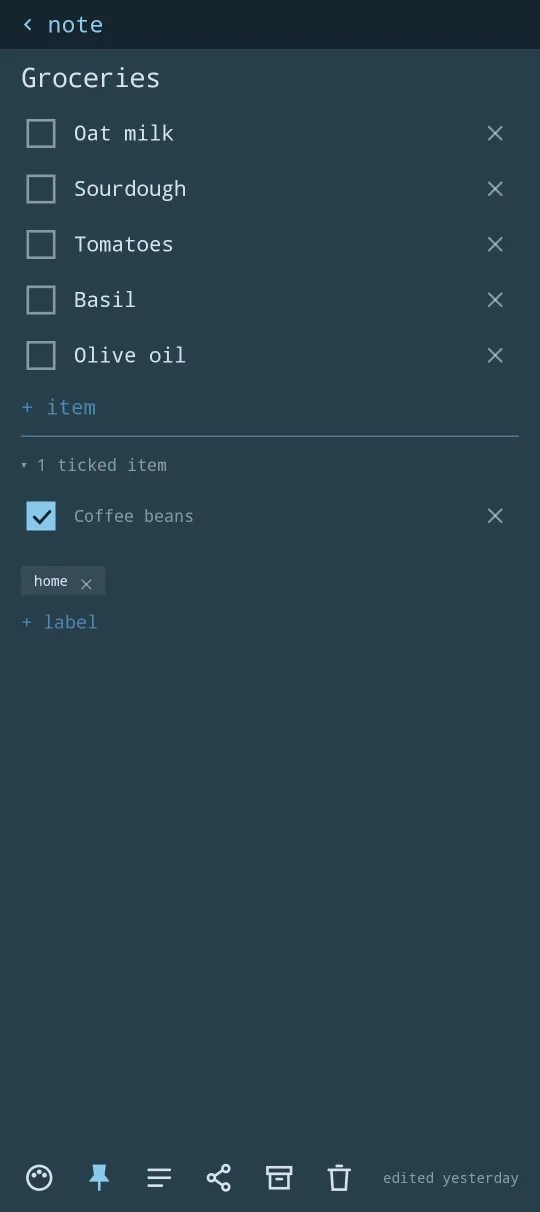 note
Groceries
Oat milk
Sourdough
Tomatoes
Basil
Olive oil
+ item
1 ticked item
Coffee beans
home
+ label
edited yesterday